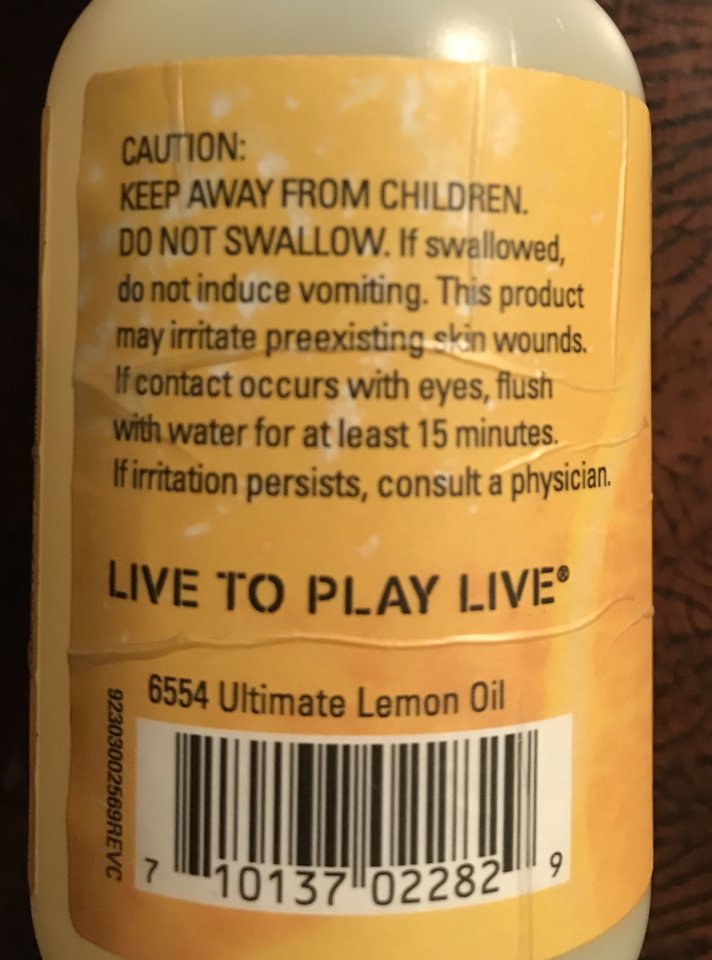 CAUTION:
KEEP AWAY FROM CHILDREN.
DO NOT SWALLOW. If swallowed,
do not induce vomiting. This product
may irritate preexisting skin wounds.
If contact occurs with eyes, flush
with water for at least 15 minutes.
If irritation persists, consult a physician.
LIVE TO PLAY LIVE®
6554 Ultimate Lemon Oil
92303002569REVC
7 10137 02282 9